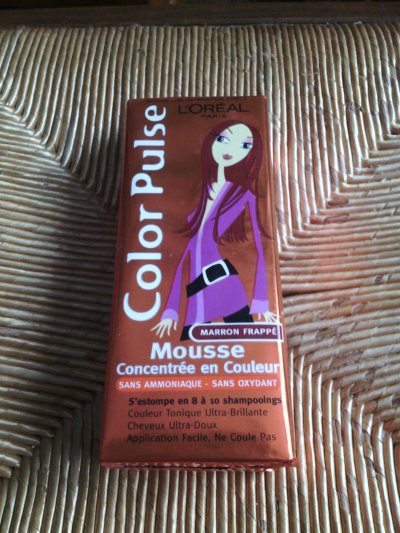 L'ORÉAL
PARIS
Color Pulse
MARRON FRAPPÉ
Mousse
Concentrée en Couleur
SANS AMMONIAQUE - SANS OXYDANT
S'estompe en 8 à 10 shampooings
Couleur Tonique Ultra-Brillante
Cheveux Ultra-Doux
Application Facile, Ne Coule Pas